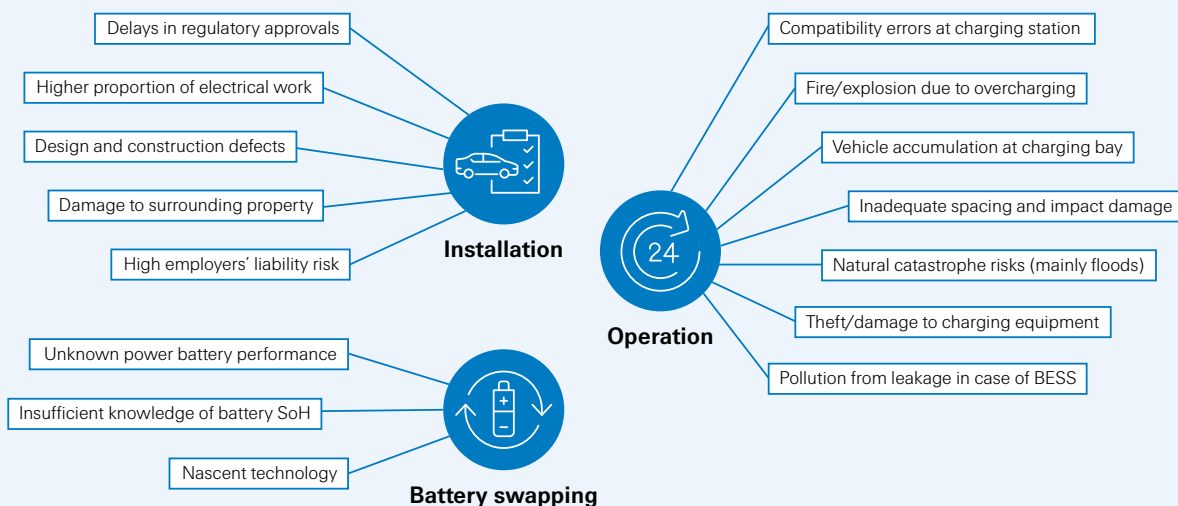 Delays in regulatory approvals
Higher proportion of electrical work
Design and construction defects
Damage to surrounding property
High employers´ liability risk
Installation
Unknown power battery performance
Insufficient knowledge of battery SoH
Nascent technology
+
–
Battery swapping
Compatibility errors at charging station
Fire/explosion due to overcharging
Vehicle accumulation at charging bay
Inadequate spacing and impact damage
Natural catastrophe risks (mainly floods)
Theft/damage to charging equipment
Pollution from leakage in case of BESS
24
Operation